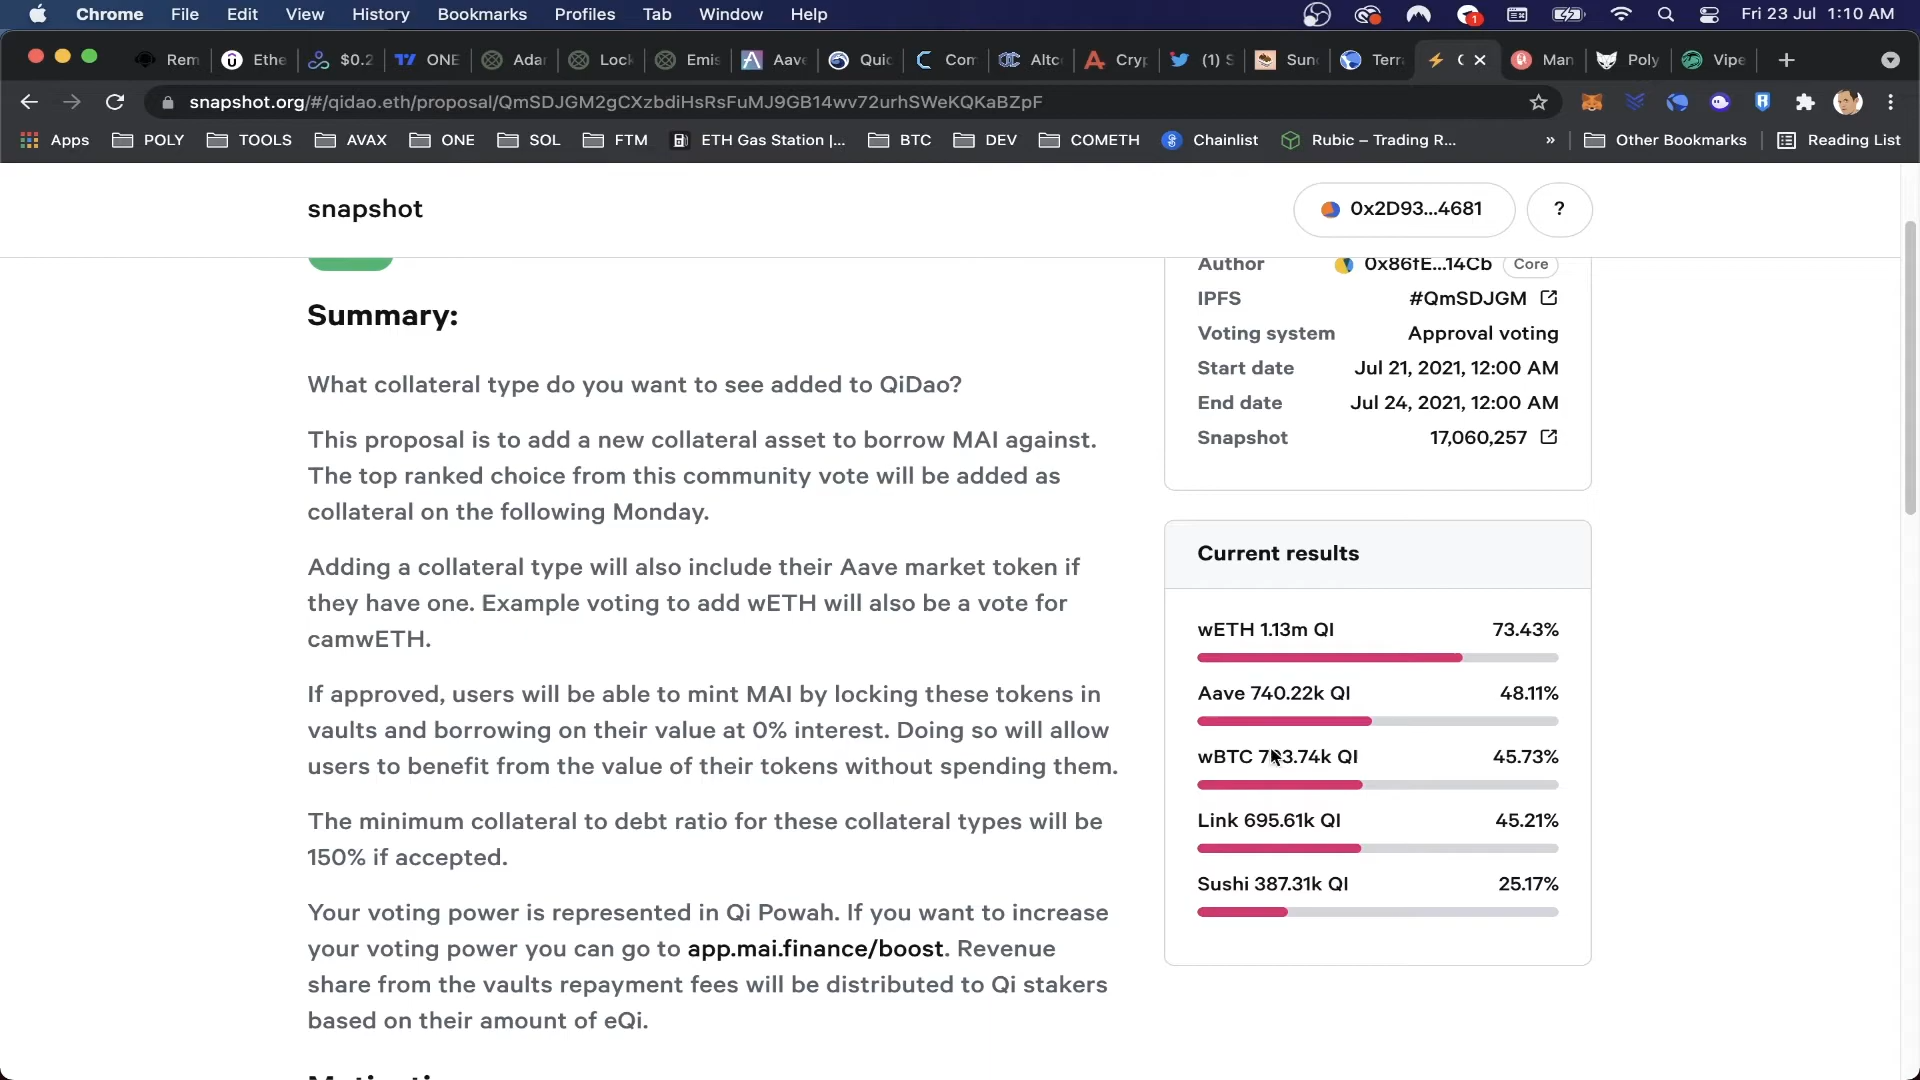 Chrome File Edit View History Bookmarks Profiles Tab Window Help 1 Fri 23 Jul 1:10 AM
Rem Ethe $0.2 ONE Adar Lock Emis Aave Quic Com Altc Cryp (1) S Sun Terr Man Poly Vipe
snapshot.org/#/qidao.eth/proposal/QmSDJGM2gCXzbdiHsRsFuMJ9GB14wv72urhSWeKQKaBZpF
Apps POLY TOOLS AVAX ONE SOL FTM ETH Gas Station |... BTC DEV COMETH Chainlist Rubic – Trading R... » Other Bookmarks Reading List
snapshot
0x2D93...4681 ?
Summary:
What collateral type do you want to see added to QiDao?
This proposal is to add a new collateral asset to borrow MAI against.
The top ranked choice from this community vote will be added as
collateral on the following Monday.
Adding a collateral type will also include their Aave market token if
they have one. Example voting to add wETH will also be a vote for
camwETH.
If approved, users will be able to mint MAI by locking these tokens in
vaults and borrowing on their value at 0% interest. Doing so will allow
users to benefit from the value of their tokens without spending them.
The minimum collateral to debt ratio for these collateral types will be
150% if accepted.
Your voting power is represented in Qi Powah. If you want to increase
your voting power you can go to app.mai.finance/boost. Revenue
share from the vaults repayment fees will be distributed to Qi stakers
based on their amount of eQi.
Author 0x86fE...14Cb Core
IPFS #QmSDJGM
Voting system Approval voting
Start date Jul 21, 2021, 12:00 AM
End date Jul 24, 2021, 12:00 AM
Snapshot 17,060,257
Current results
wETH 1.13m QI 73.43%
Aave 740.22k QI 48.11%
wBTC QI 45.73%
Link 695.61k QI 45.21%
Sushi 387.31k QI 25.17%